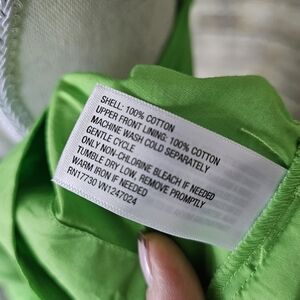 SHELL: 100% COTTON
UPPER FRONT LINING: 100% COTTON
MACHINE WASH COLD SEPARATELY
GENTLE CYCLE
ONLY NON-CHLORINE BLEACH IF NEEDED
TUMBLE DRY LOW, REMOVE PROMPTLY
WARM IRON IF NEEDED
RN17730 VN1247024